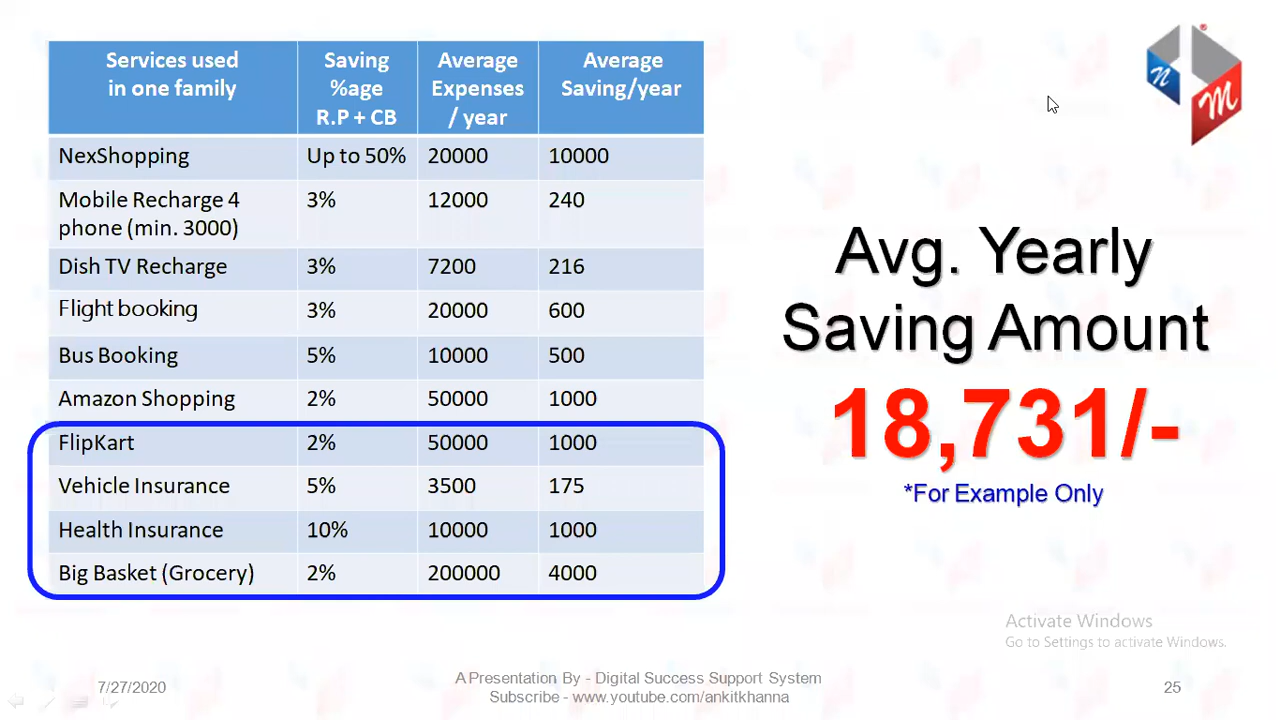 Services used
in one family
Saving
%age
R.P + CB
Average
Expenses
/ year
Average
Saving/year
NexShopping
Up to 50%
20000
10000
Mobile Recharge 4
phone (min. 3000)
3%
12000
240
Dish TV Recharge
3%
7200
216
Flight booking
3%
20000
600
Bus Booking
5%
10000
500
Amazon Shopping
2%
50000
1000
FlipKart
2%
50000
1000
Vehicle Insurance
5%
3500
175
Health Insurance
10%
10000
1000
Big Basket (Grocery)
2%
200000
4000
n
m
®
Avg. Yearly
Saving Amount
18,731/-
*For Example Only
Activate Windows
Go to Settings to activate Windows.
7/27/2020
A Presentation By - Digital Success Support System
Subscribe - www.youtube.com/ankitkhanna
25